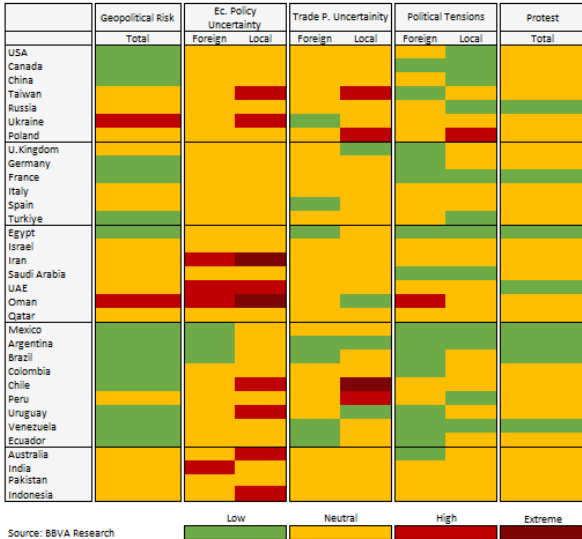 Geopolitical Risk Ec. Policy Uncertainty Trade P. Uncertainity Political Tensions Protest
Total Foreign Local Foreign Local Foreign Local Total
USA
Canada
China
Taiwan
Russia
Ukraine
Poland
U.Kingdom
Germany
France
Italy
Spain
Turkiye
Egypt
Israel
Iran
Saudi Arabia
UAE
Oman
Qatar
Mexico
Argentina
Brazil
Colombia
Chile
Peru
Uruguay
Venezuela
Ecuador
Australia
India
Pakistan
Indonesia
Low Neutral High Extreme
Source: BBVA Research